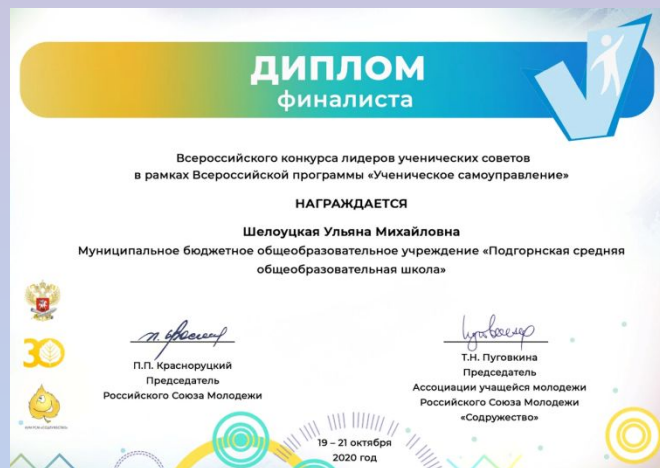 ДИПЛОМ
финалиста
Всероссийского конкурса лидеров ученических советов
в рамках Всероссийской программы «Ученическое самоуправление»
НАГРАЖДАЕТСЯ
Шелоуцкая Ульяна Михайловна
Муниципальное бюджетное общеобразовательное учреждение «Подгорнская средняя
общеобразовательная школа»
П.П. Красноруцкий
Председатель
Российского Союза Молодежи
Т.Н. Пуговкина
Председатель
Ассоциации учащейся молодежи
Российского Союза Молодежи
«Содружество»
30
19 – 21 октября
2020 год